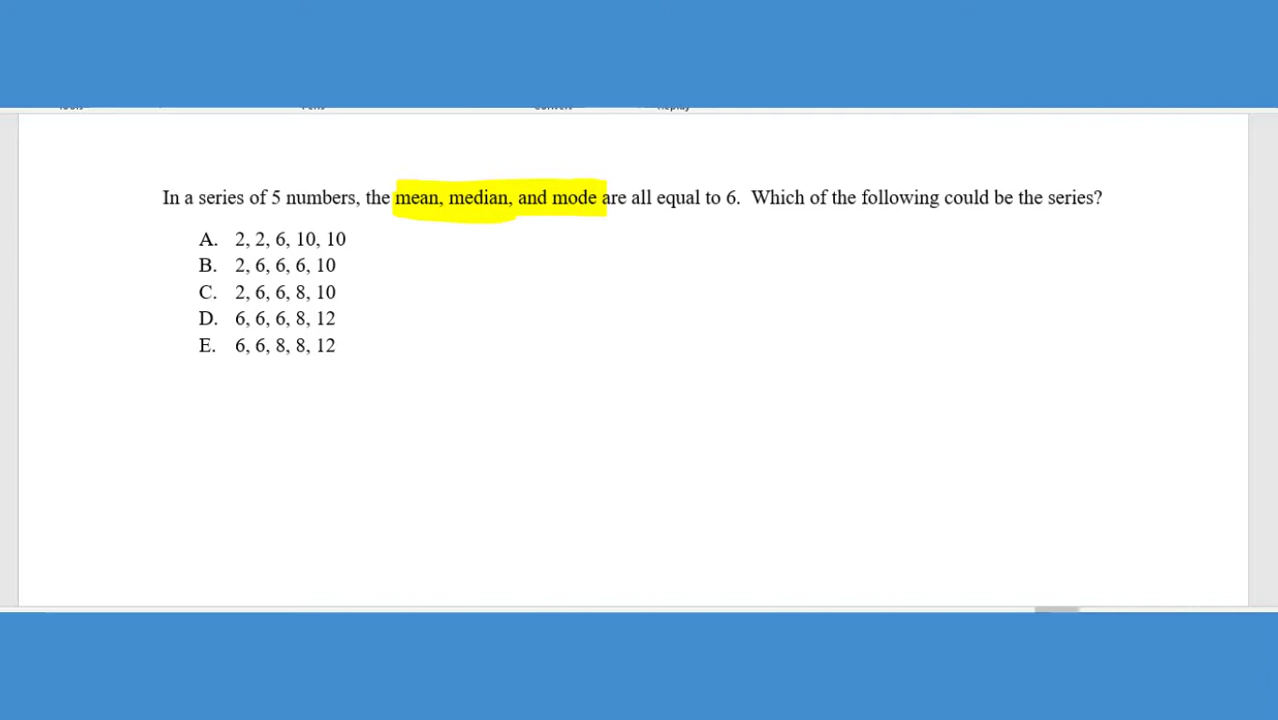 In a series of 5 numbers, the mean, median, and mode are all equal to 6. Which of the following could be the series?
A. 2, 2, 6, 10, 10
B. 2, 6, 6, 6, 10
C. 2, 6, 6, 8, 10
D. 6, 6, 6, 8, 12
E. 6, 6, 8, 8, 12